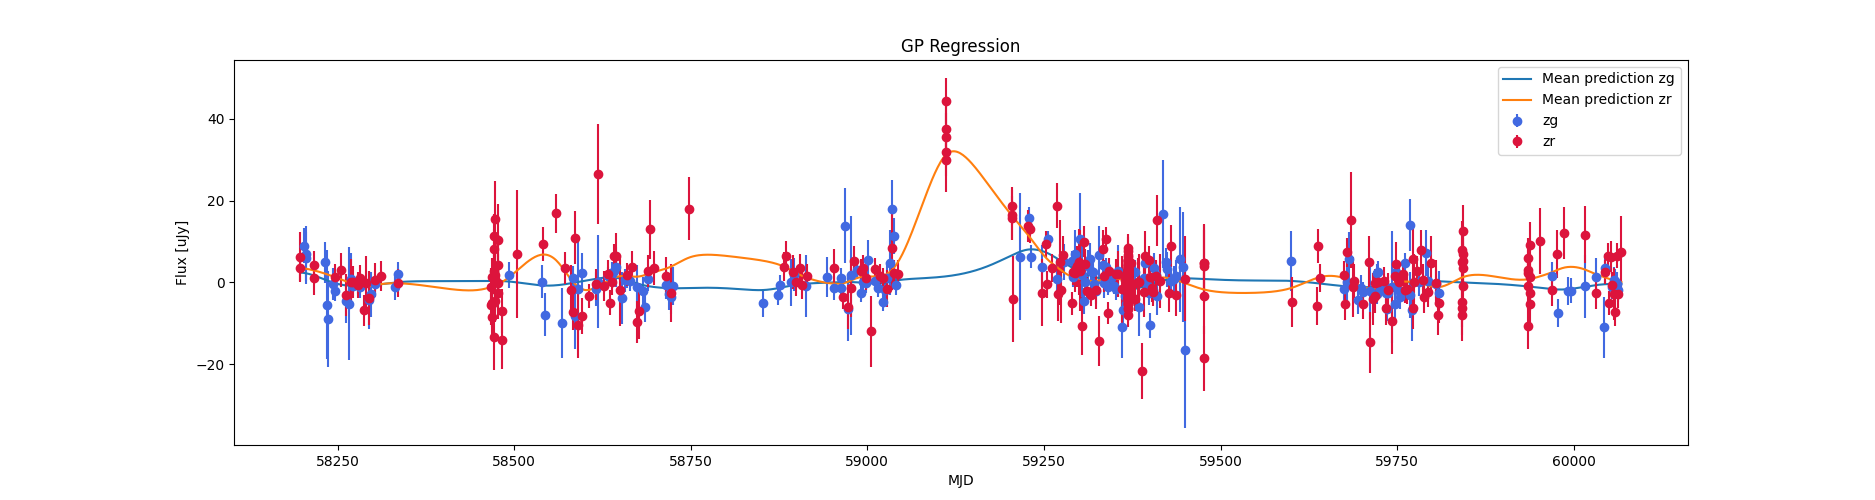 GP Regression
Mean prediction zg
Mean prediction zr
zg
zr
Flux [uJy]
40
20
0
−20
58250 58500 58750 59000 59250 59500 59750 60000
MJD